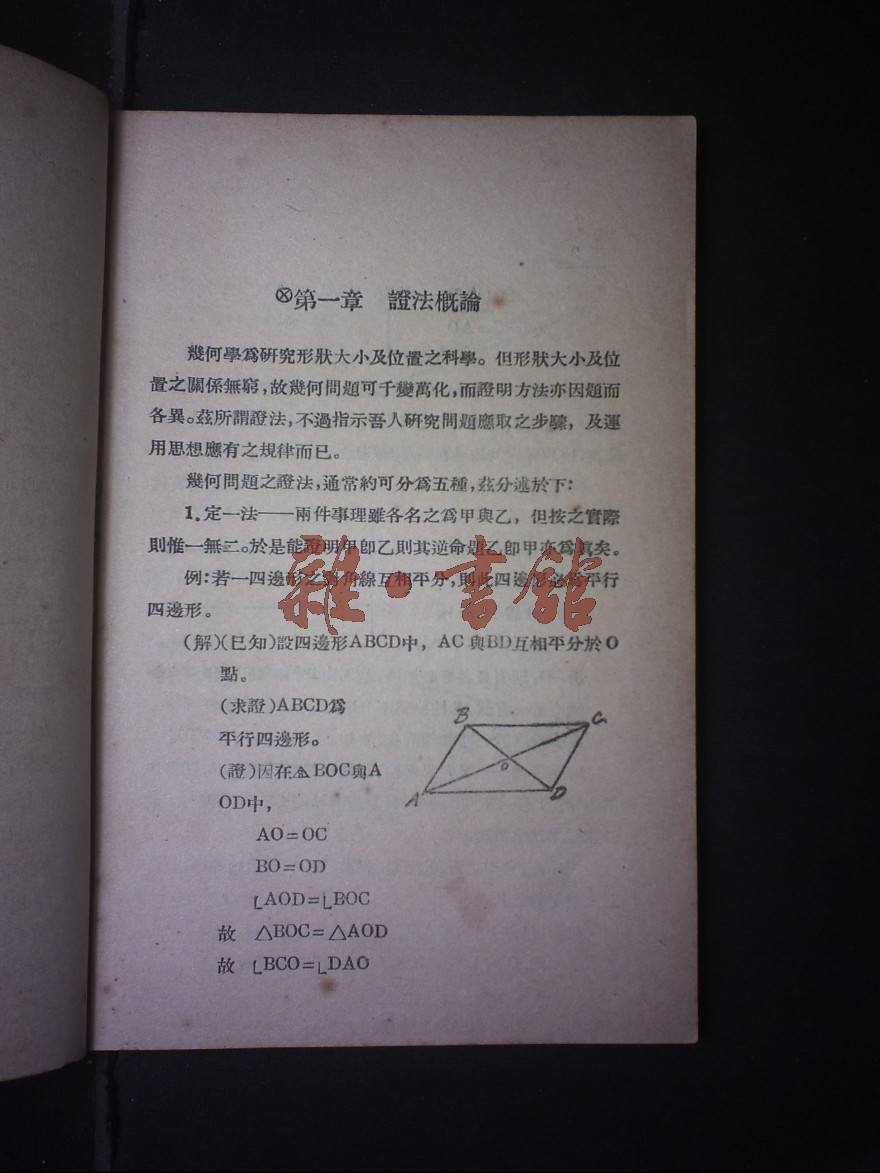 ⊗第一章　證法概論
幾何學爲硏究形狀大小及位置之科學。但形狀大小及位
置之關係無窮，故幾何問題可千變萬化，而證明方法亦因題而
各異。茲所謂證法，不過指示吾人硏究問題應取之步驟，及運
用思想應有之規律而已。
幾何問題之證法，通常約可分爲五種，茲分述於下：
1. 定一法——兩件事理雖各名之爲甲與乙，但按之實際
則惟一無二。於是能證明甲卽乙則其逆命題乙卽甲亦爲眞矣。
例：若一四邊形之對角線互相平分，則此四邊形必爲平行
四邊形。
(解)(已知)設四邊形ABCD中，AC與BD互相平分於O
點。
(求證)ABCD爲
平行四邊形。
(證)因在△BOC與A
OD中，
AO=OC
BO=OD
∠AOD=∠BOC
故　△BOC=△AOD
故　∠BCO=∠DAO
B
C
O
A
D
雜·書館